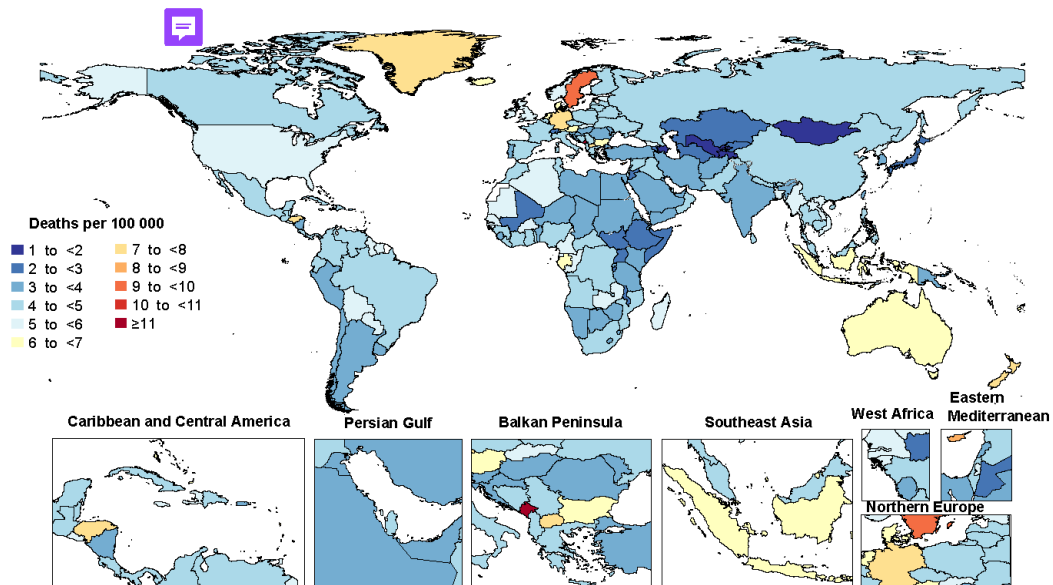 Deaths per 100 000
1 to <2
2 to <3
3 to <4
4 to <5
5 to <6
6 to <7
7 to <8
8 to <9
9 to <10
10 to <11
≥11
Caribbean and Central America
Persian Gulf
Balkan Peninsula
Southeast Asia
West Africa
Eastern
Mediterranean
Northern Europe